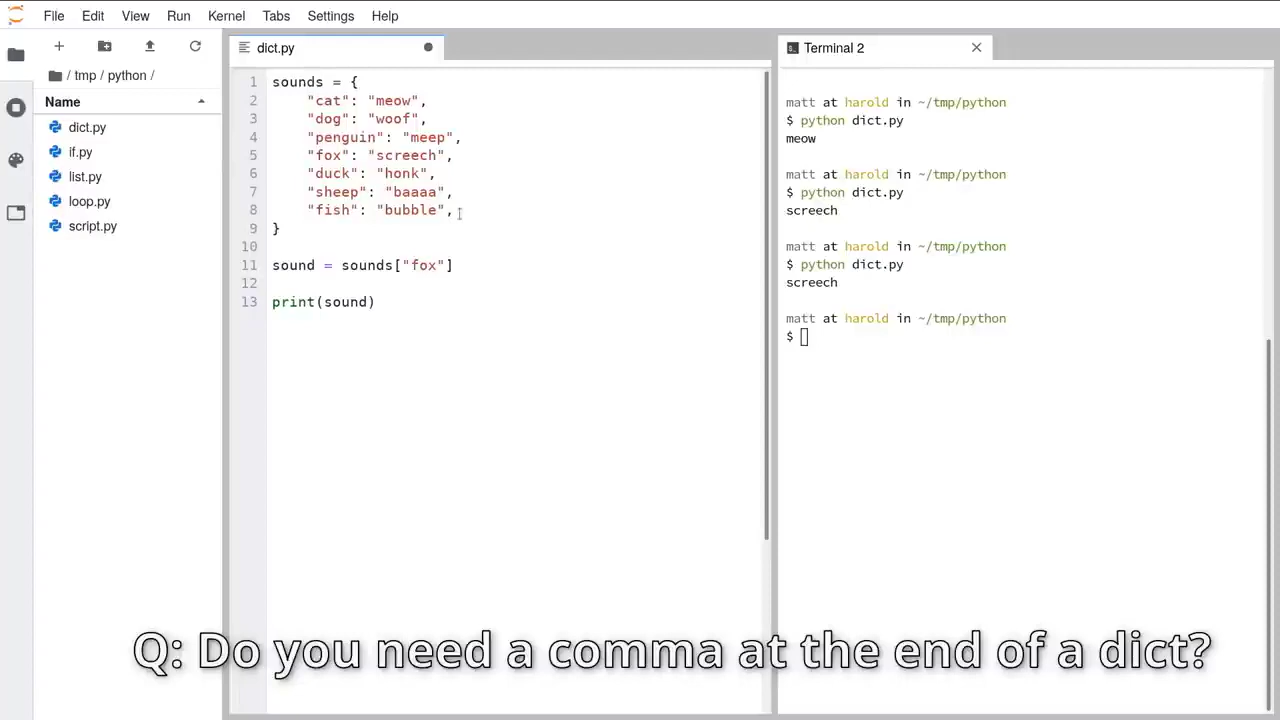 File Edit View Run Kernel Tabs Settings Help
/ tmp / python /
Name
dict.py
if.py
list.py
loop.py
script.py
dict.py
1 sounds = {
2     "cat": "meow",
3     "dog": "woof",
4     "penguin": "meep",
5     "fox": "screech",
6     "duck": "honk",
7     "sheep": "baaaa",
8     "fish": "bubble",
9 }
10
11 sound = sounds["fox"]
12
13 print(sound)
Terminal 2
matt at harold in ~/tmp/python
$ python dict.py
meow
matt at harold in ~/tmp/python
$ python dict.py
screech
matt at harold in ~/tmp/python
$ python dict.py
screech
matt at harold in ~/tmp/python
$
Q: Do you need a comma at the end of a dict?